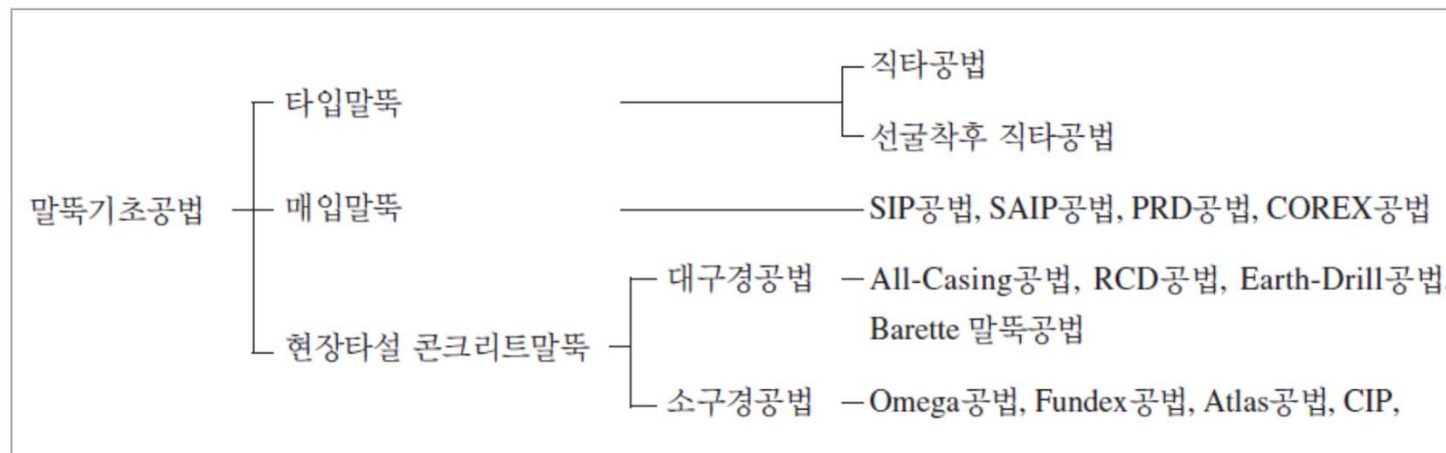 직타공법
타입말뚝
선굴착후 직타공법
말뚝기초공법
매입말뚝
SIP공법, SAIP공법, PRD공법, COREX공법
대구경공법
All-Casing공법, RCD공법, Earth-Drill공법,
Barette 말뚝공법
현장타설 콘크리트말뚝
소구경공법
Omega공법, Fundex공법, Atlas공법, CIP,